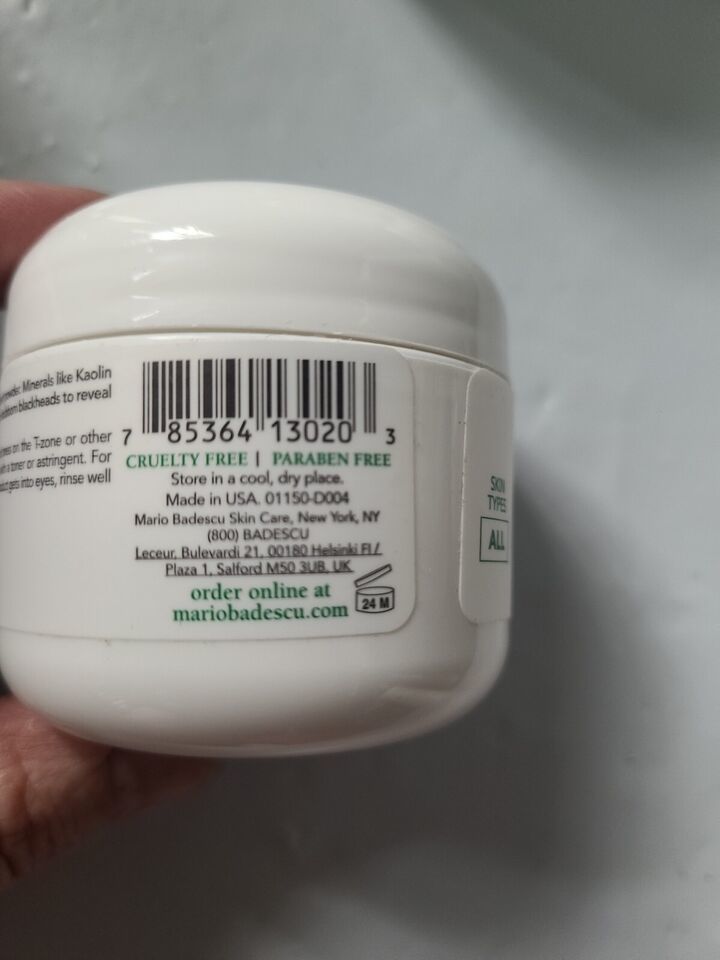 powder. Minerals like Kaolin
blackheads to reveal
on the T-zone or other
with a toner or astringent. For
gets into eyes, rinse well
7 85364 13020 3
CRUELTY FREE | PARABEN FREE
Store in a cool, dry place.
Made in USA. 01150-D004
Mario Badescu Skin Care, New York, NY
(800) BADESCU
Leceur, Bulevardi 21, 00180 Helsinki FI /
Plaza 1, Salford M50 3UB, UK
order online at
mariobadescu.com
24 M
SKIN
TYPES
ALL